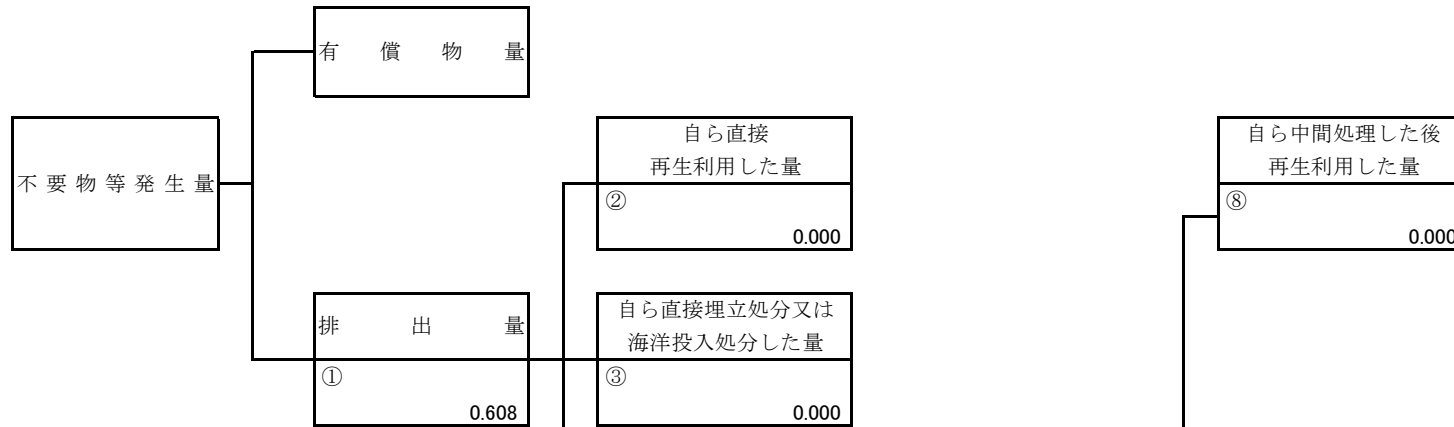 有償物量
不要物等発生量
自ら直接
再生利用した量
②
0.000
自ら中間処理した後
再生利用した量
⑧
0.000
排出量
①
0.608
自ら直接埋立処分又は
海洋投入処分した量
③
0.000